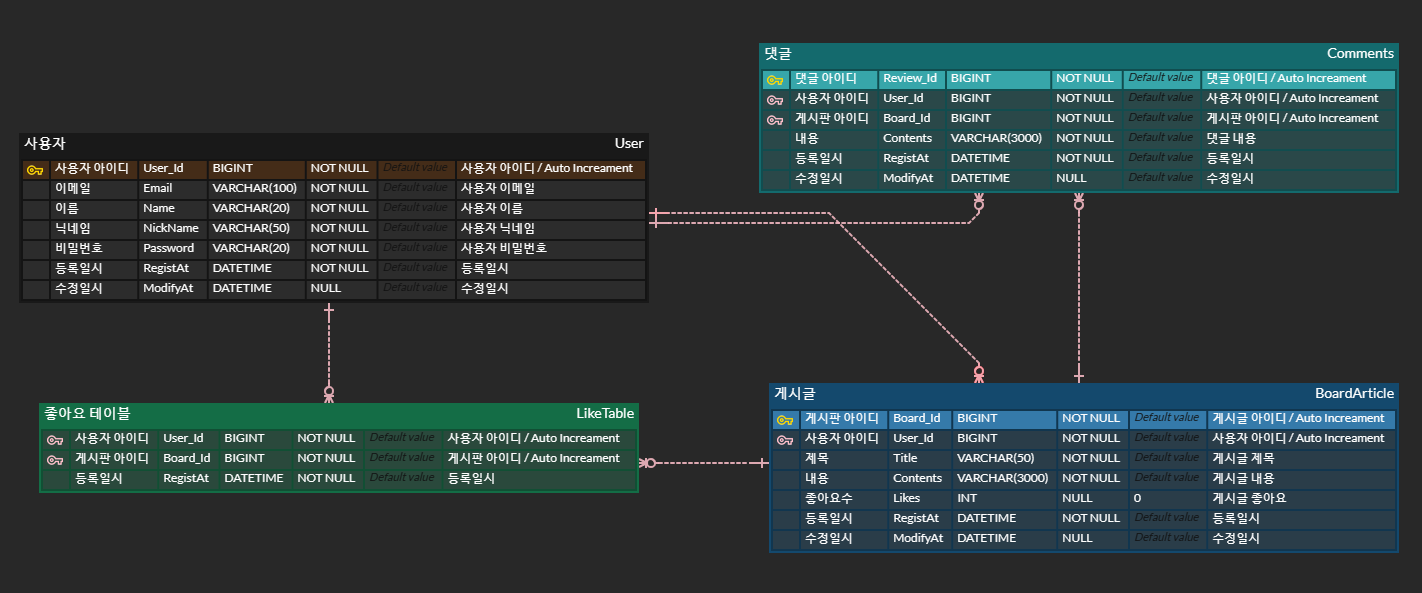 댓글 Comments
댓글 아이디 Review_Id BIGINT NOT NULL Default value 댓글 아이디 / Auto Increament
사용자 아이디 User_Id BIGINT NOT NULL Default value 사용자 아이디 / Auto Increament
게시판 아이디 Board_Id BIGINT NOT NULL Default value 게시판 아이디 / Auto Increament
내용 Contents VARCHAR(3000) NOT NULL Default value 댓글 내용
등록일시 RegistAt DATETIME NOT NULL Default value 등록일시
수정일시 ModifyAt DATETIME NULL Default value 수정일시
사용자 User
사용자 아이디 User_Id BIGINT NOT NULL Default value 사용자 아이디 / Auto Increament
이메일 Email VARCHAR(100) NOT NULL Default value 사용자 이메일
이름 Name VARCHAR(20) NOT NULL Default value 사용자 이름
닉네임 NickName VARCHAR(50) NOT NULL Default value 사용자 닉네임
비밀번호 Password VARCHAR(20) NOT NULL Default value 사용자 비밀번호
등록일시 RegistAt DATETIME NOT NULL Default value 등록일시
수정일시 ModifyAt DATETIME NULL Default value 수정일시
좋아요 테이블 LikeTable
사용자 아이디 User_Id BIGINT NOT NULL Default value 사용자 아이디 / Auto Increament
게시판 아이디 Board_Id BIGINT NOT NULL Default value 게시판 아이디 / Auto Increament
등록일시 RegistAt DATETIME NOT NULL Default value 등록일시
게시글 BoardArticle
게시판 아이디 Board_Id BIGINT NOT NULL Default value 게시글 아이디 / Auto Increament
사용자 아이디 User_Id BIGINT NOT NULL Default value 사용자 아이디 / Auto Increament
제목 Title VARCHAR(50) NOT NULL Default value 게시글 제목
내용 Contents VARCHAR(3000) NOT NULL Default value 게시글 내용
좋아요수 Likes INT NULL 0 게시글 좋아요
등록일시 RegistAt DATETIME NOT NULL Default value 등록일시
수정일시 ModifyAt DATETIME NULL Default value 수정일시